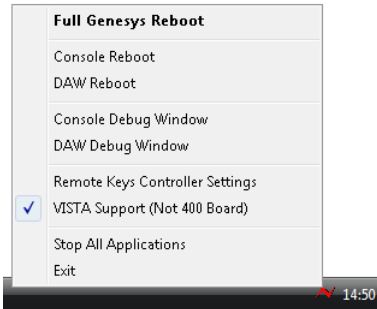 Full Genesys Reboot
Console Reboot
DAW Reboot
Console Debug Window
DAW Debug Window
Remote Keys Controller Settings
VISTA Support (Not 400 Board)
Stop All Applications
Exit
14:50